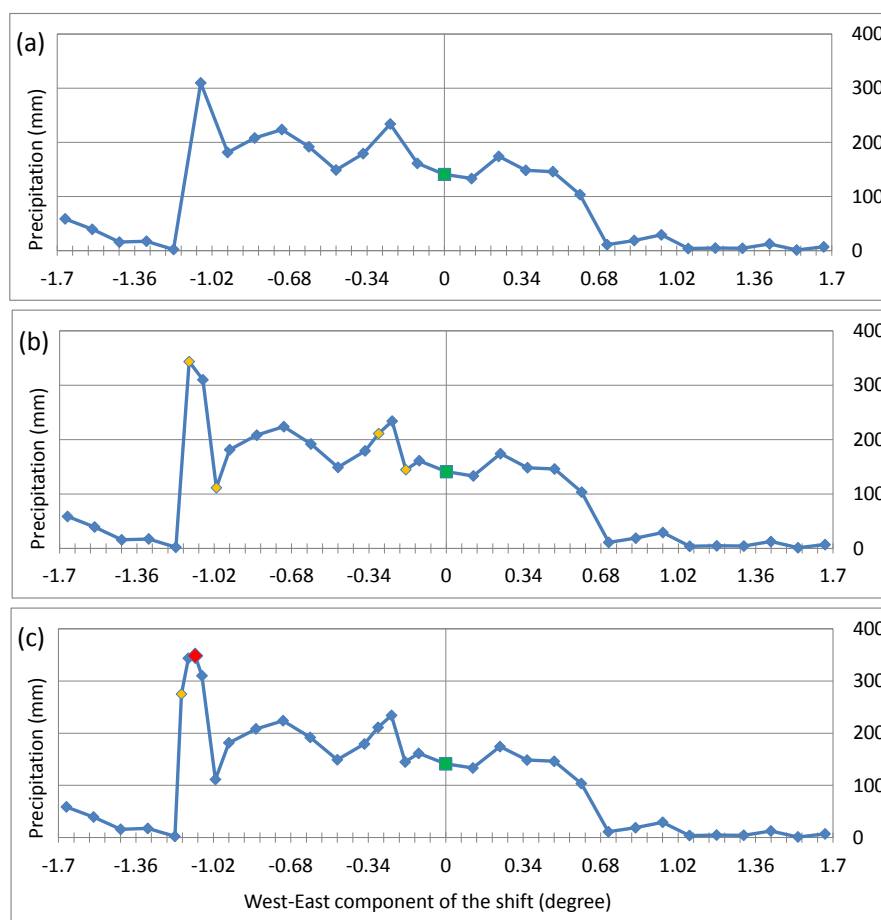 (a)
Precipitation (mm)
400
300
200
100
0
-1.7 -1.36 -1.02 -0.68 -0.34 0 0.34 0.68 1.02 1.36 1.7
(b)
Precipitation (mm)
400
300
200
100
0
-1.7 -1.36 -1.02 -0.68 -0.34 0 0.34 0.68 1.02 1.36 1.7
(c)
Precipitation (mm)
400
300
200
100
0
-1.7 -1.36 -1.02 -0.68 -0.34 0 0.34 0.68 1.02 1.36 1.7
West-East component of the shift (degree)